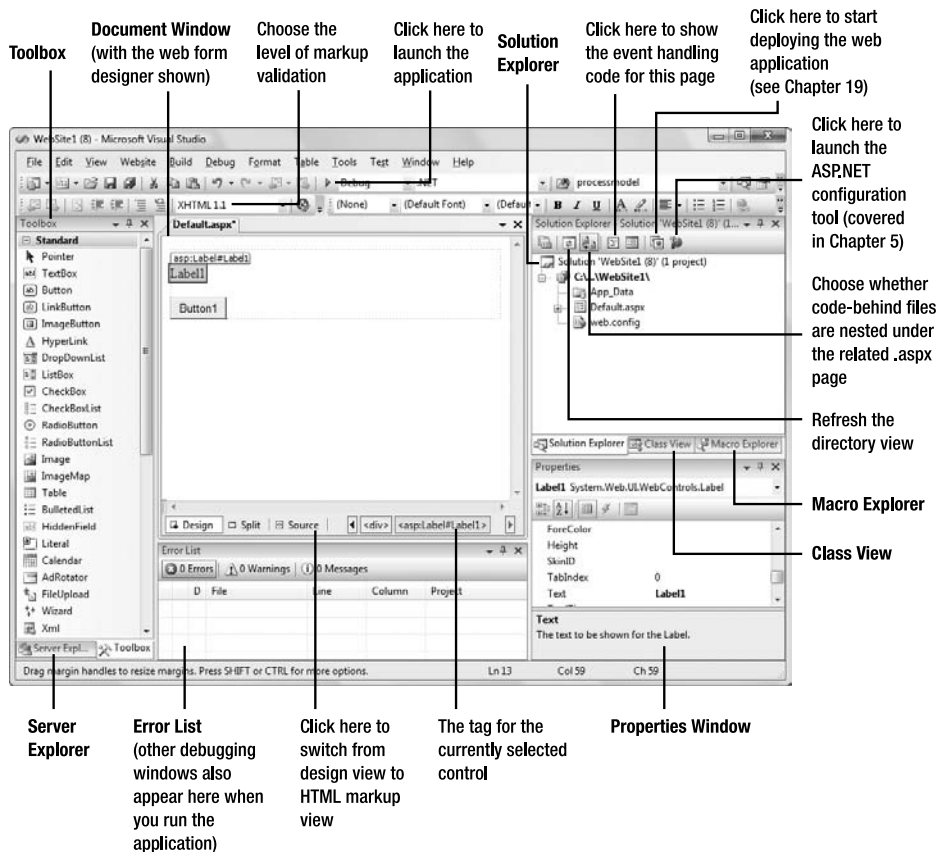 Toolbox
Document Window
(with the web form
designer shown)
Choose the
level of markup
validation
Click here to
launch the
application
Solution
Explorer
Click here to show
the event handling
code for this page
Click here to start
deploying the web
application
(see Chapter 19)
Click here to
launch the
ASP.NET
configuration
tool (covered
in Chapter 5)
Choose whether
code-behind files
are nested under
the related .aspx
page
Refresh the
directory view
Macro Explorer
Class View
WebSite1 (8) - Microsoft Visual Studio
File Edit View Website Build Debug Format Table Tools Test Window Help
Debug .NET processmodel
XHTML 1.1 (None) (Default Font) (Default B I U A
Toolbox
Standard
Pointer
TextBox
Button
LinkButton
ImageButton
HyperLink
DropDownList
ListBox
CheckBox
CheckBoxList
RadioButton
RadioButtonList
Image
ImageMap
Table
BulletedList
HiddenField
Literal
Calendar
AdRotator
FileUpload
Wizard
Xml
Server Expl... Toolbox
Default.aspx*
asp:Label#Label1
Label1
Button1
Design Split Source <div> <asp:Label#Label1>
Error List
0 Errors 0 Warnings 0 Messages
D File Line Column Project
Solution Explorer - Solution 'WebSite1 (8)' (1...
Solution 'WebSite1 (8)' (1 project)
C:\...\WebSite1\
App_Data
Default.aspx
web.config
Solution Explorer Class View Macro Explorer
Properties
Label1 System.Web.UI.WebControls.Label
ForeColor
Height
SkinID
TabIndex 0
Text Label1
Text
The text to be shown for the Label.
Drag margin handles to resize margins. Press SHIFT or CTRL for more options. Ln 13 Col 59 Ch 59
Server
Explorer
Error List
(other debugging
windows also
appear here when
you run the
application)
Click here to
switch from
design view to
HTML markup
view
The tag for the
currently selected
control
Properties Window